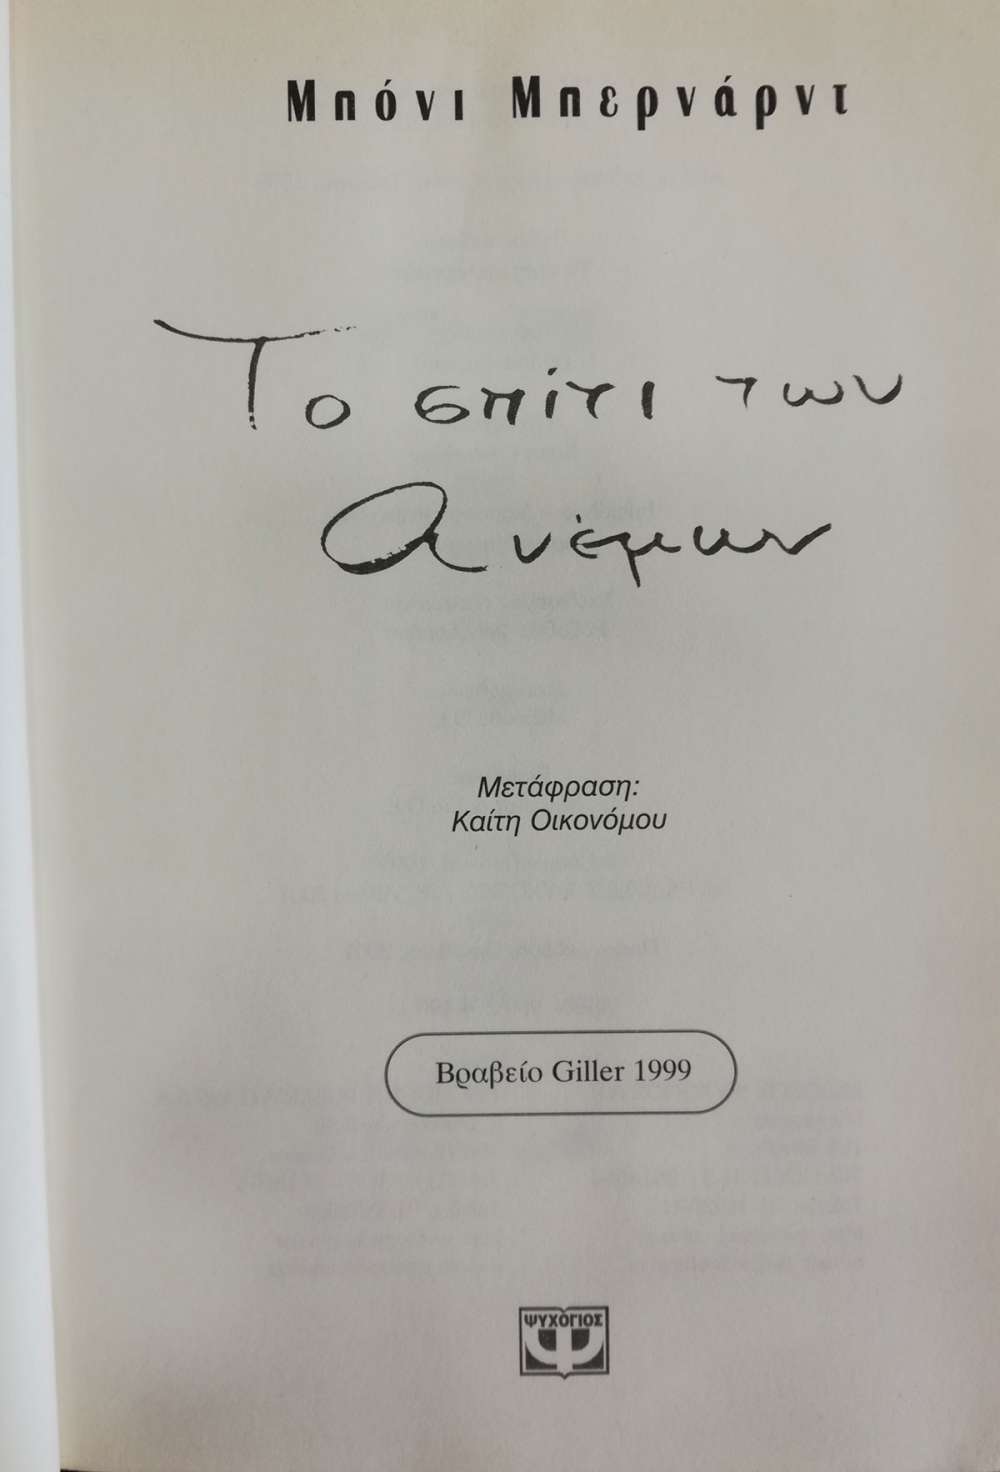 Μπόνι Μπερνάρντ
Το σπίτι των
Ανέμων
Μετάφραση:
Καίτη Οικονόμου
Βραβείο Giller 1999
ΨΥΧΟΓΙΟΣ